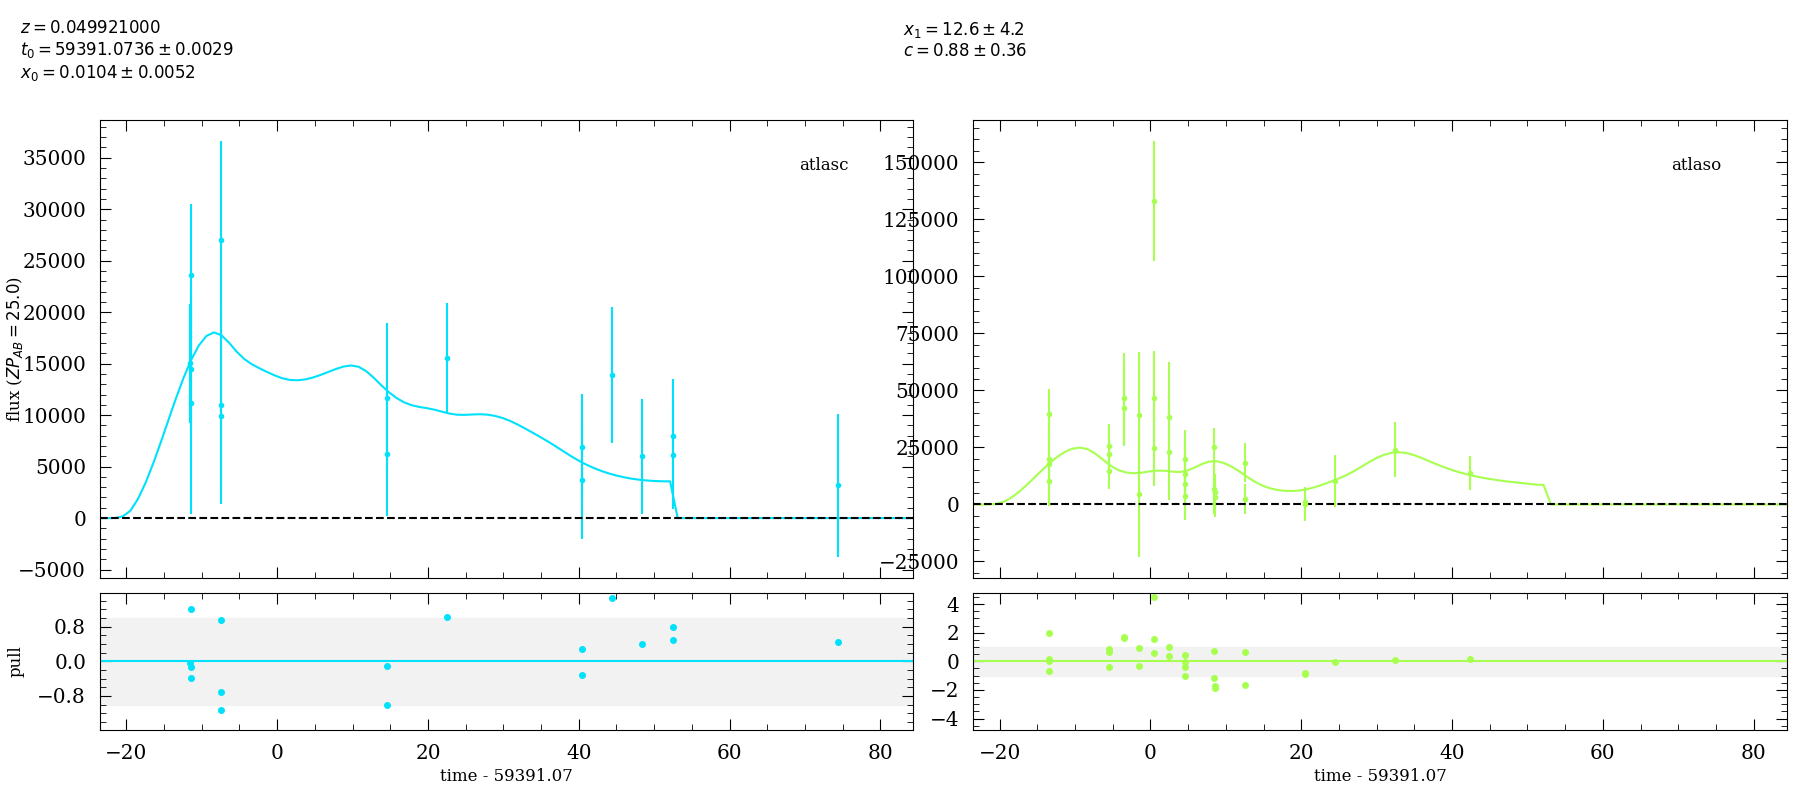 z = 0.049921000
t₀ = 59391.0736 ± 0.0029
x₀ = 0.0104 ± 0.0052
x₁ = 12.6 ± 4.2
c = 0.88 ± 0.36
atlasc
35000
30000
25000
20000
15000
10000
5000
0
−5000
flux (ZP_AB = 25.0)
atlaso
150000
125000
100000
75000
50000
25000
0
−25000
0.8
0.0
−0.8
pull
−20 0 20 40 60 80
time - 59391.07
4
2
0
−2
−4
−20 0 20 40 60 80
time - 59391.07